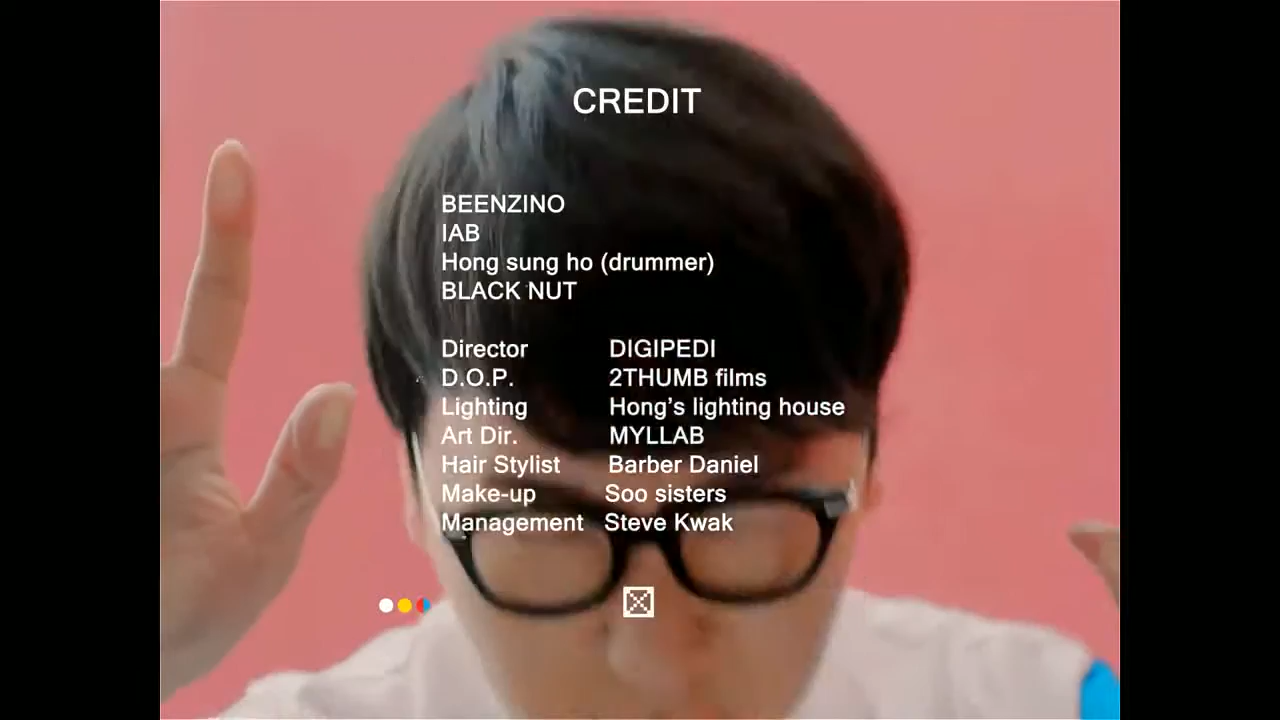 CREDIT
BEENZINO
IAB
Hong sung ho (drummer)
BLACK NUT
Director DIGIPEDI
D.O.P. 2THUMB films
Lighting Hong's lighting house
Art Dir. MYLLAB
Hair Stylist Barber Daniel
Make-up Soo sisters
Management Steve Kwak